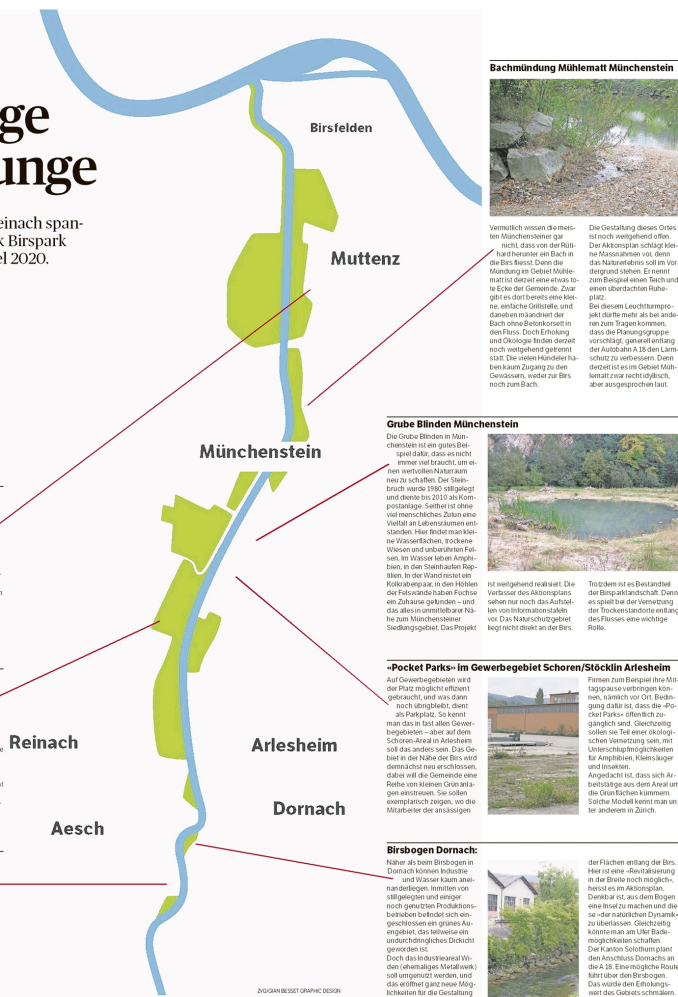 ge
unge
einach span-
k Birspark
el 2020.
Birsfelden
Muttenz
Münchenstein
Reinach
Arlesheim
Aesch
Dornach
ZVG/GIAN BESSET GRAPHIC DESIGN
Bachmündung Mühlematt Münchenstein
Vermutlich wissen die meis-
ten Münchensteiner gar
nicht, dass von der Rüti-
hard herunter ein Bach in
die Birs fliesst. Denn die
Mündung im Gebiet Mühle-
matt ist derzeit eine etwas to-
te Ecke der Gemeinde. Zwar
gibt es dort bereits eine klei-
ne, einfache Grillstelle, und
daneben mäandriert der
Bach ohne Betonkorsett in
den Fluss. Doch Erholung
und Ökologie finden derzeit
noch weitgehend getrennt
statt. Die vielen Hündeler ha-
ben kaum Zugang zu den
Gewässern, weder zur Birs
noch zum Bach.
Die Gestaltung dieses Ortes
ist noch weitgehend offen.
Der Aktionsplan schlägt klei-
ne Massnahmen vor, denn
das Naturerlebnis soll im Vor-
dergrund stehen. Er nennt
zum Beispiel einen Teich und
einen überdachten Ruhe-
platz.
Bei diesem Leuchtturmpro-
jekt dürfte mehr als bei ande-
ren zum Tragen kommen,
dass die Planungsgruppe
vorschlägt, generell entlang
der Autobahn A 18 den Lärm-
schutz zu verbessern. Denn
derzeit ist es im Gebiet Müh-
lematt zwar recht idyllisch,
aber ausgesprochen laut.
Grube Blinden Münchenstein
Die Grube Blinden in Mün-
chenstein ist ein gutes Bei-
spiel dafür, dass es nicht
immer viel braucht, um ei-
nen wertvollen Naturraum
neu zu schaffen. Der Stein-
bruch wurde 1980 stillgelegt
und diente bis 2010 als Kom-
postanlage. Seither ist ohne
viel menschliches Zutun eine
Vielfalt an Lebensräumen ent-
standen. Hier findet man klei-
ne Wasserflächen, trockene
Wiesen und unberührten Fel-
sen. Im Wasser leben Amphi-
bien, in den Steinhaufen Rep-
tilien. In der Wand nistet ein
Kolkrabenpaar, in den Höhlen
der Felswände haben Füchse
ein Zuhause gefunden – und
das alles in unmittelbarer Nä-
he zum Münchensteiner
Siedlungsgebiet. Das Projekt
ist weitgehend realisiert. Die
Verfasser des Aktionsplans
sehen nur noch das Aufstel-
len von Informationstafeln
vor. Das Naturschutzgebiet
liegt nicht direkt an der Birs.
Trotzdem ist es Bestandteil
der Birsparklandschaft. Denn
es spielt bei der Vernetzung
der Trockenstandorte entlang
des Flusses eine wichtige
Rolle.
«Pocket Parks» im Gewerbegebiet Schoren/Stöcklin Arlesheim
Auf Gewerbegebieten wird
der Platz möglicht effizient
gebraucht, und was dann
noch übrigbleibt, dient
als Parkplatz. So kennt
man das in fast allen Gewer-
begebieten – aber auf dem
Schoren-Areal in Arlesheim
soll das anders sein. Das Ge-
biet in der Nähe der Birs wird
demnächst neu erschlossen,
dabei will die Gemeinde eine
Reihe von kleinen Grünanla-
gen einstreuen. Sie sollen
exemplarisch zeigen, wo die
Mitarbeiter der ansässigen
Firmen zum Beispiel ihre Mit-
tagspause verbringen kön-
nen, nämlich vor Ort. Bedin-
gung dafür ist, dass die «Po-
cket Parks» öffentlich zu-
gänglich sind. Gleichzeitig
sollen sie Teil einer ökologi-
schen Vernetzung sein, mit
Unterschlupfmöglichkeiten
für Amphibien, Kleinsäuger
und Insekten.
Angedacht ist, dass sich Ar-
beitstätige aus dem Areal um
die Grünflächen kümmern.
Solche Modell kennt man un-
ter anderem in Zürich.
Birsbogen Dornach:
Näher als beim Birsbogen in
Dornach können Industrie
und Wasser kaum anei-
nanderliegen. Inmitten von
stillgelegten und einiger
noch genutzten Produktions-
betrieben befindet sich ein-
geschlossen ein grünes Au-
engebiet, das teilweise ein
undurchdringliches Dickicht
geworden ist.
Doch das Industrieareal Wi-
den (ehemaliges Metallwerk)
soll umgenutzt werden, und
das eröffnet ganz neue Mög-
lichkeiten für die Gestaltung
der Flächen entlang der Birs.
Hier ist eine «Revitalisierung
in der Breite noch möglich»,
heisst es im Aktionsplan.
Denkbar ist, aus dem Bogen
eine Insel zu machen und die-
se «der natürlichen Dynamik»
zu überlassen. Gleichzeitig
könnte man am Ufer Bade-
möglichkeiten schaffen.
Der Kanton Solothurn plant
den Anschluss Dornachs an
die A 18. Eine mögliche Route
führt über den Birsbogen.
Das würde den Erholungs-
wert des Gebiets schmälern.